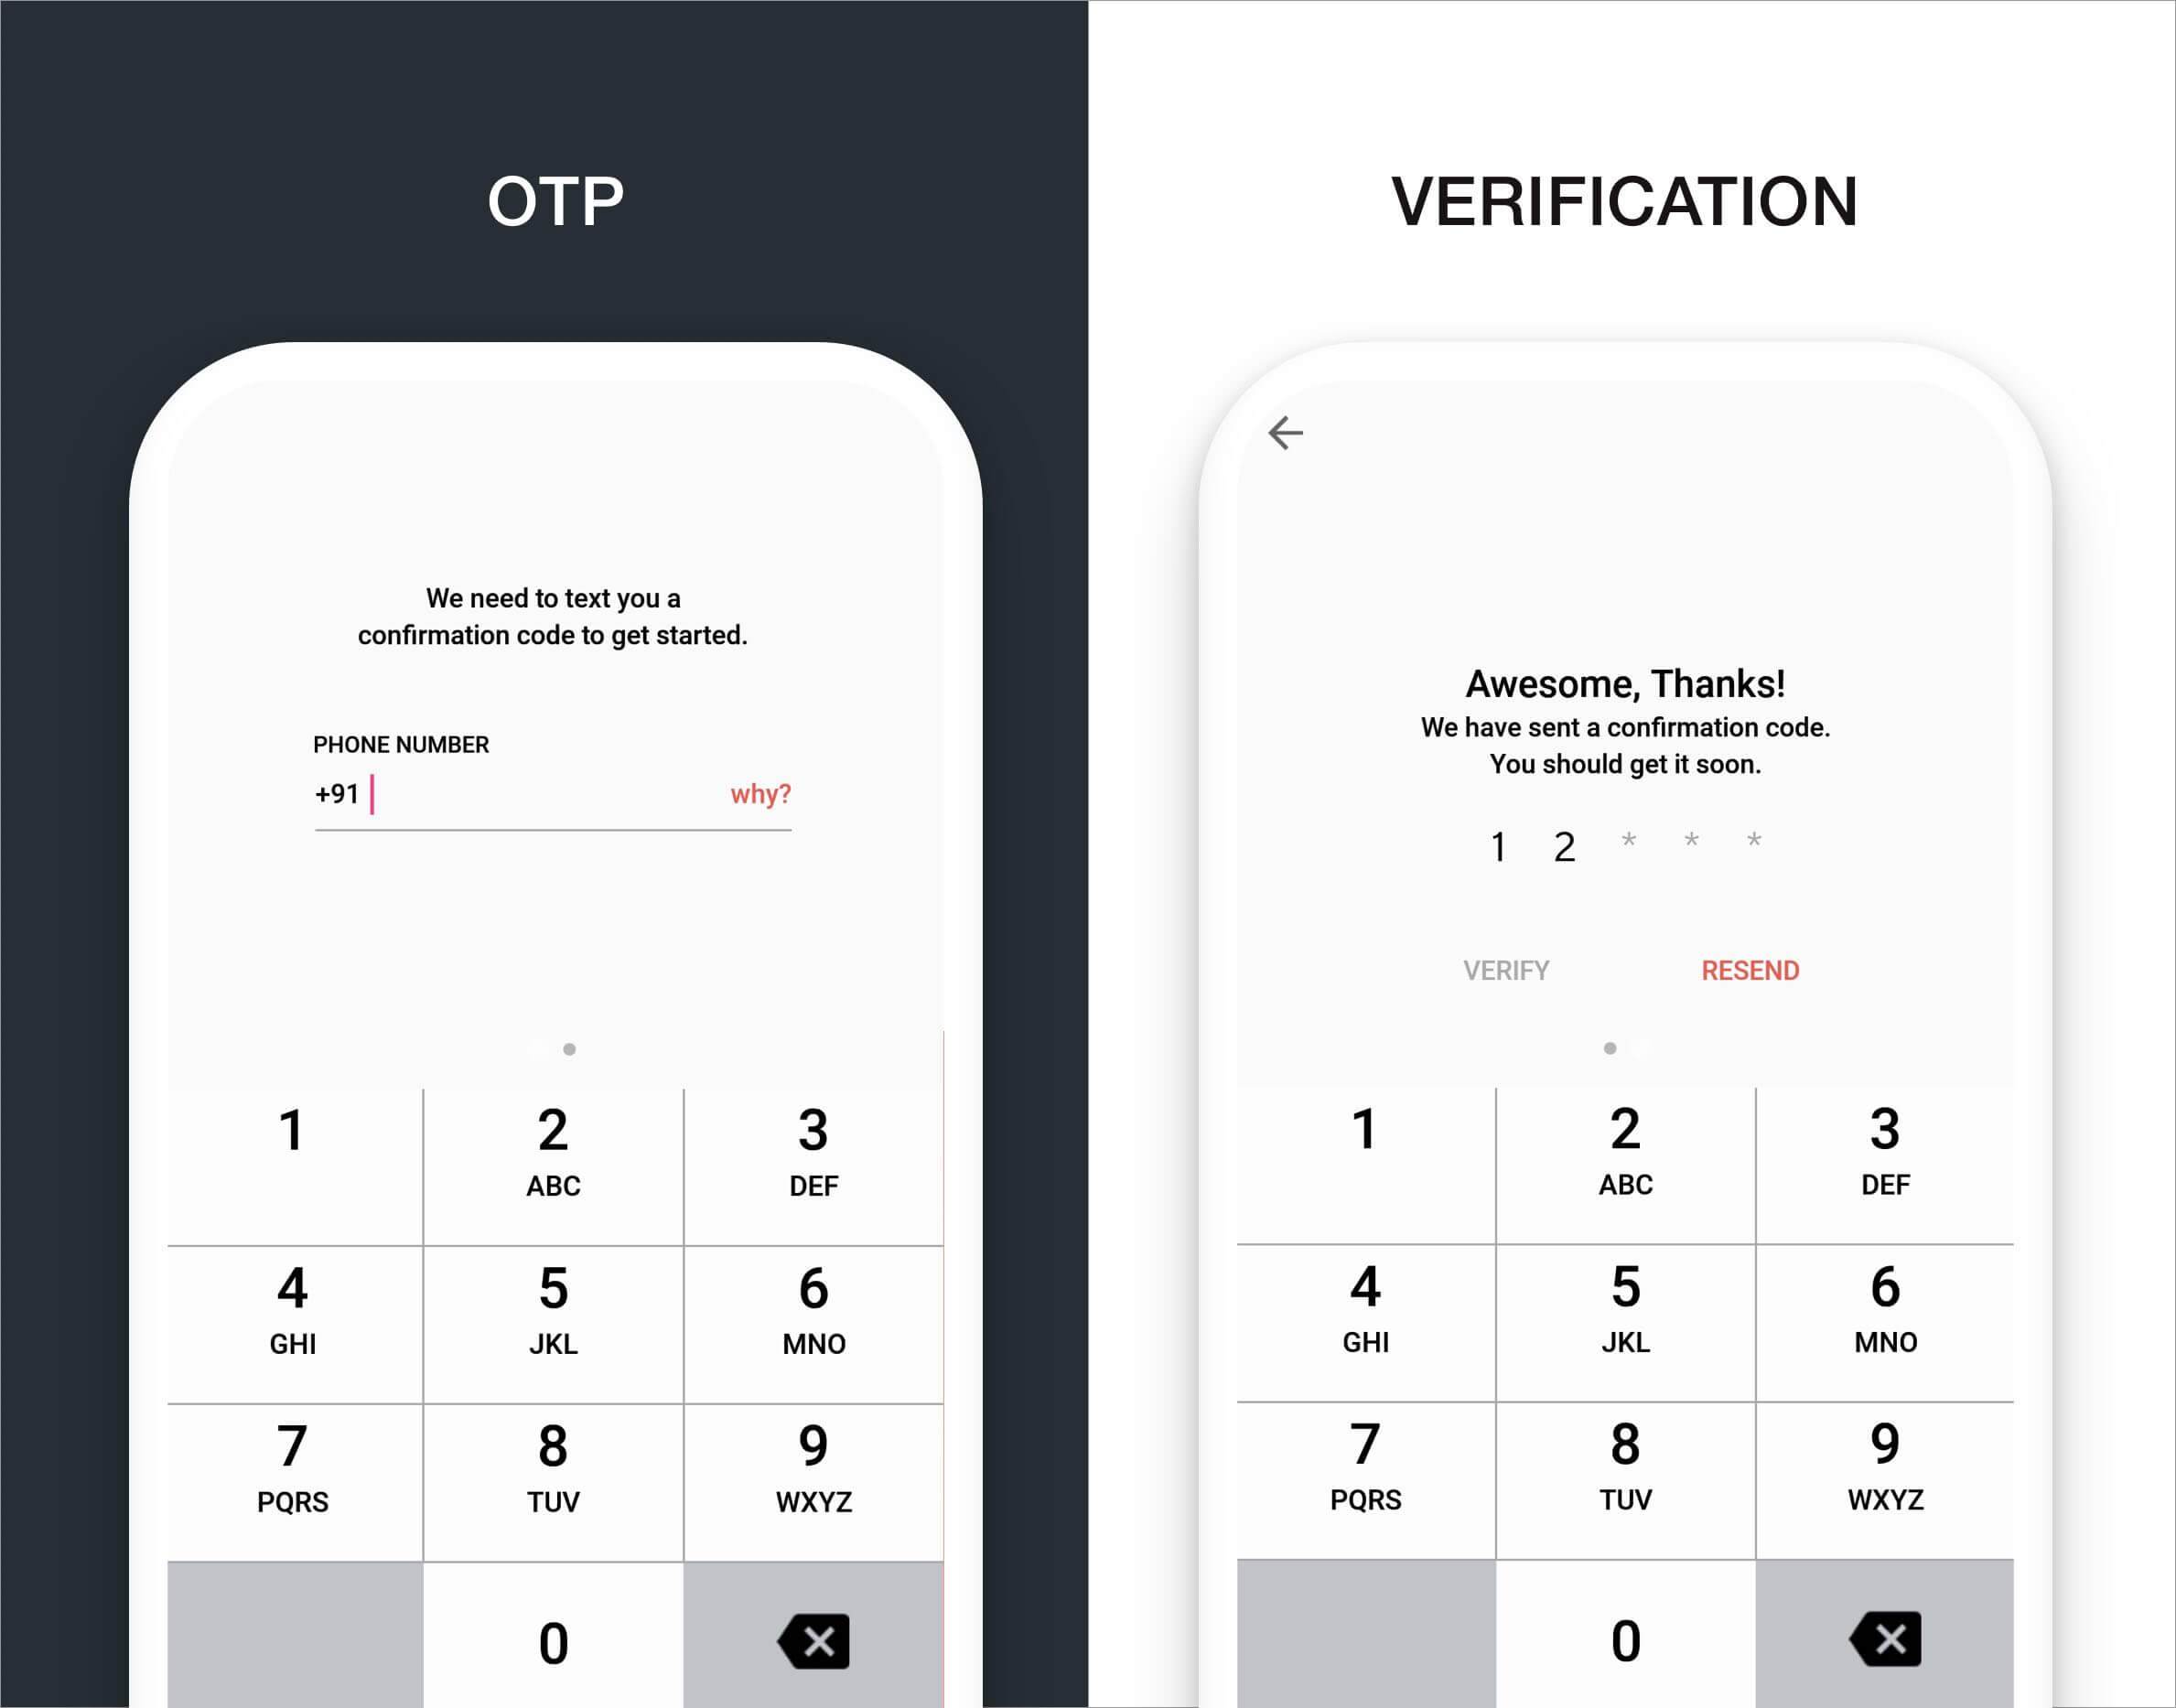 OTP
We need to text you a
confirmation code to get started.
PHONE NUMBER
+91 why?
1 2 3
ABC DEF
4 5 6
GHI JKL MNO
7 8 9
PQRS TUV WXYZ
0
VERIFICATION
Awesome, Thanks!
We have sent a confirmation code.
You should get it soon.
1 2 * * *
VERIFY RESEND
1 2 3
ABC DEF
4 5 6
GHI JKL MNO
7 8 9
PQRS TUV WXYZ
0